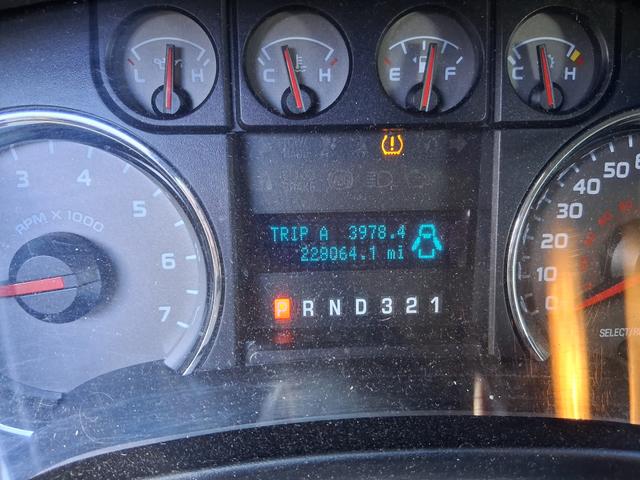 L H
C H
E F
C H
3 4 5 6 7
RPM X 1000
BRAKE
TRIP A 3978.4
228064.1 mi
P R N D 3 2 1
50
40
30
20
10
0